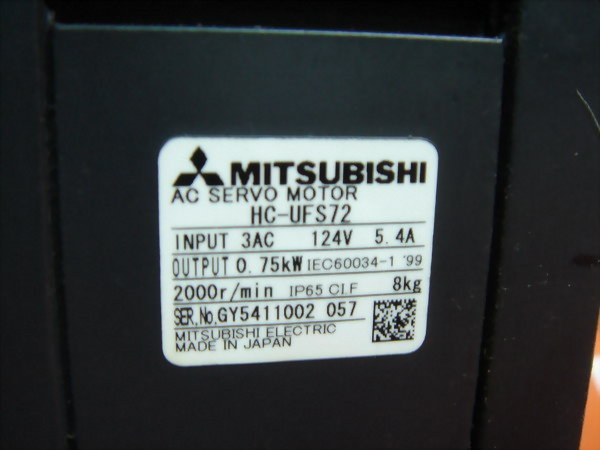 MITSUBISHI
AC SERVO MOTOR
HC-UFS72
INPUT 3AC 124V 5.4A
OUTPUT 0.75kW IEC60034-1 '99
2000r/min IP65 CI.F 8kg
SER.No.GY5411002 057
MITSUBISHI ELECTRIC
MADE IN JAPAN